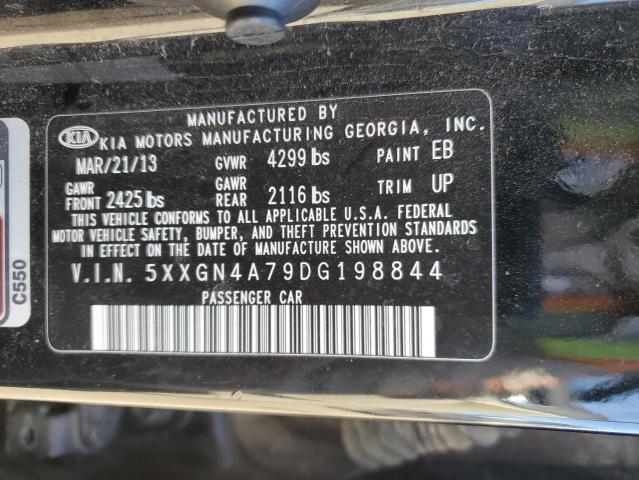 MANUFACTURED BY
KIA KIA MOTORS MANUFACTURING GEORGIA, INC.
MAR/21/13 GVWR 4299 lbs PAINT EB
GAWR FRONT 2425 lbs GAWR REAR 2116 lbs TRIM UP
THIS VEHICLE CONFORMS TO ALL APPLICABLE U.S.A. FEDERAL
MOTOR VEHICLE SAFETY, BUMPER, AND THEFT PREVENTION STANDARDS
IN EFFECT ON THE DATE OF MANUFACTURE SHOWN ABOVE.
V.I.N. 5XXGN4A79DG198844
PASSENGER CAR
C550